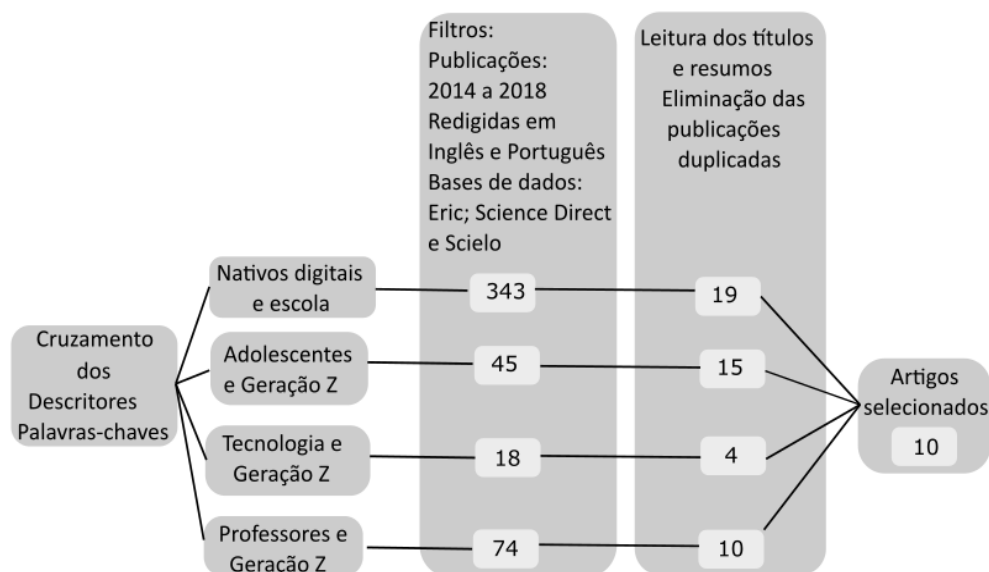 Filtros:
Publicações:
2014 a 2018
Redigidas em
Inglês e Português
Bases de dados:
Eric; Science Direct
e Scielo
Leitura dos títulos
e resumos
Eliminação das
publicações
duplicadas
Cruzamento
dos
Descritores
Palavras-chaves
Nativos digitais
e escola
343
19
Adolescentes
e Geração Z
45
15
Tecnologia e
Geração Z
18
4
Professores e
Geração Z
74
10
Artigos
selecionados
10